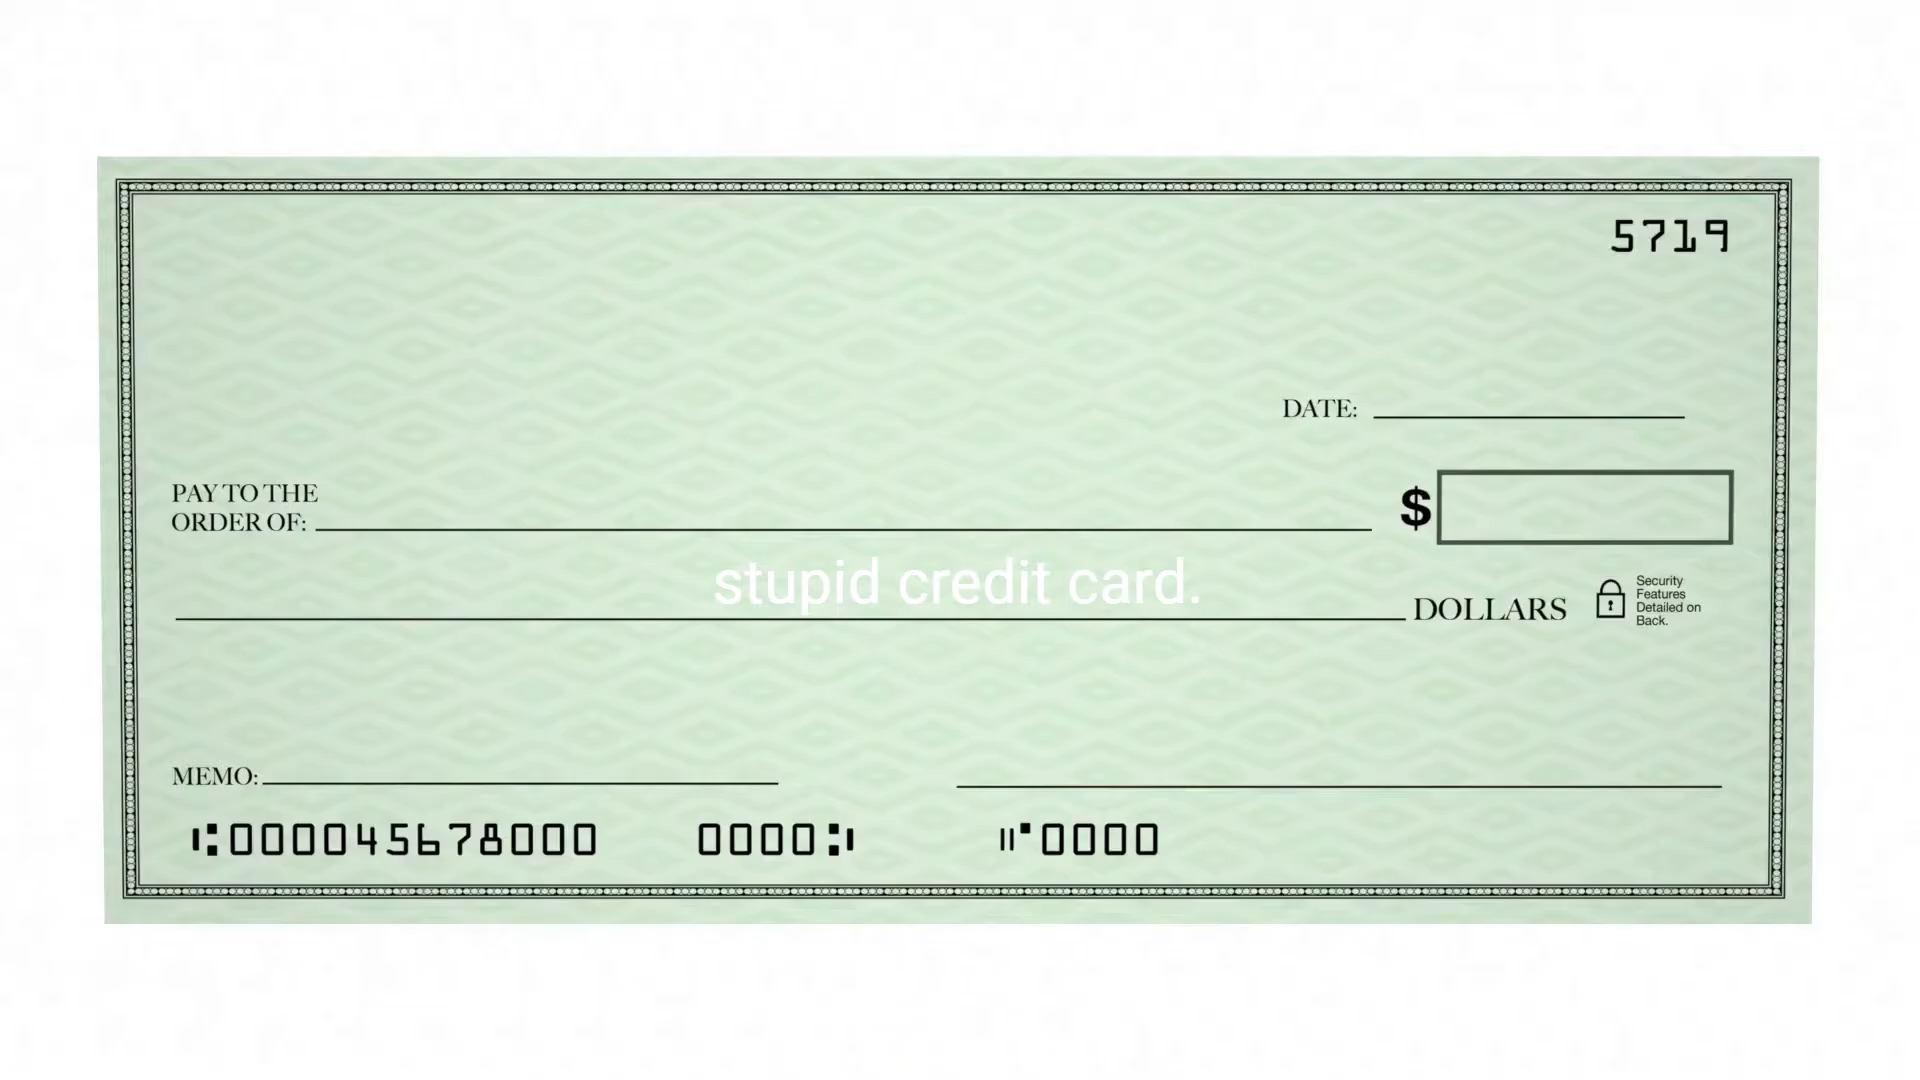 5719
DATE:
PAY TO THE
ORDER OF:
$
stupid credit card.
DOLLARS
Security
Features
Detailed on
Back.
MEMO:
⑆000045678000 0000⑆ ⑈0000